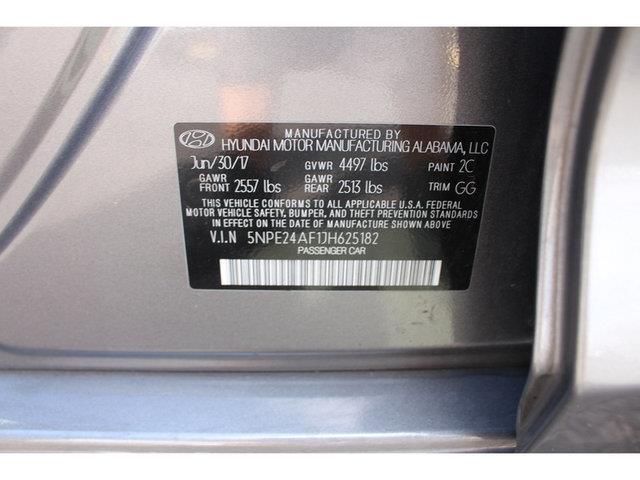 MANUFACTURED BY
HYUNDAI MOTOR MANUFACTURING ALABAMA, LLC
Jun/30/17 GVWR 4497 lbs PAINT 2C
GAWR FRONT 2557 lbs GAWR REAR 2513 lbs TRIM GG
THIS VEHICLE CONFORMS TO ALL APPLICABLE U.S.A. FEDERAL
MOTOR VEHICLE SAFETY, BUMPER, AND THEFT PREVENTION STANDARDS
IN EFFECT ON THE DATE OF MANUFACTURE SHOWN ABOVE
V.I.N 5NPE24AF1JH625182
PASSENGER CAR